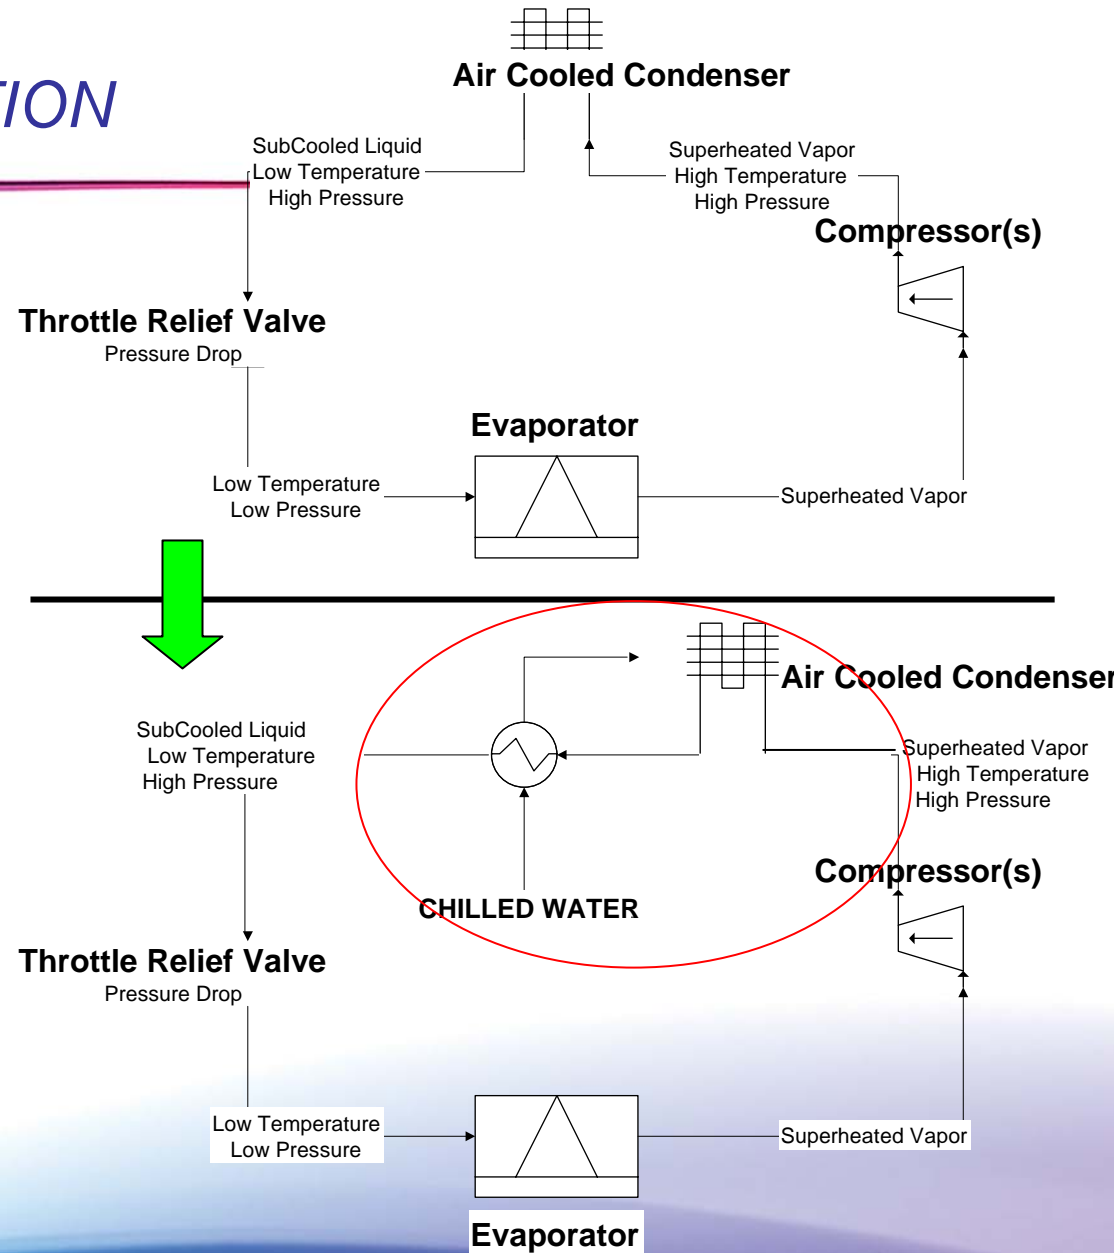 TION
Air Cooled Condenser
SubCooled Liquid
Low Temperature
High Pressure
Superheated Vapor
High Temperature
High Pressure
Compressor(s)
Throttle Relief Valve
Pressure Drop
Evaporator
Low Temperature
Low Pressure
Superheated Vapor
Air Cooled Condenser
SubCooled Liquid
Low Temperature
High Pressure
Superheated Vapor
High Temperature
High Pressure
Compressor(s)
CHILLED WATER
Throttle Relief Valve
Pressure Drop
Low Temperature
Low Pressure
Superheated Vapor
Evaporator